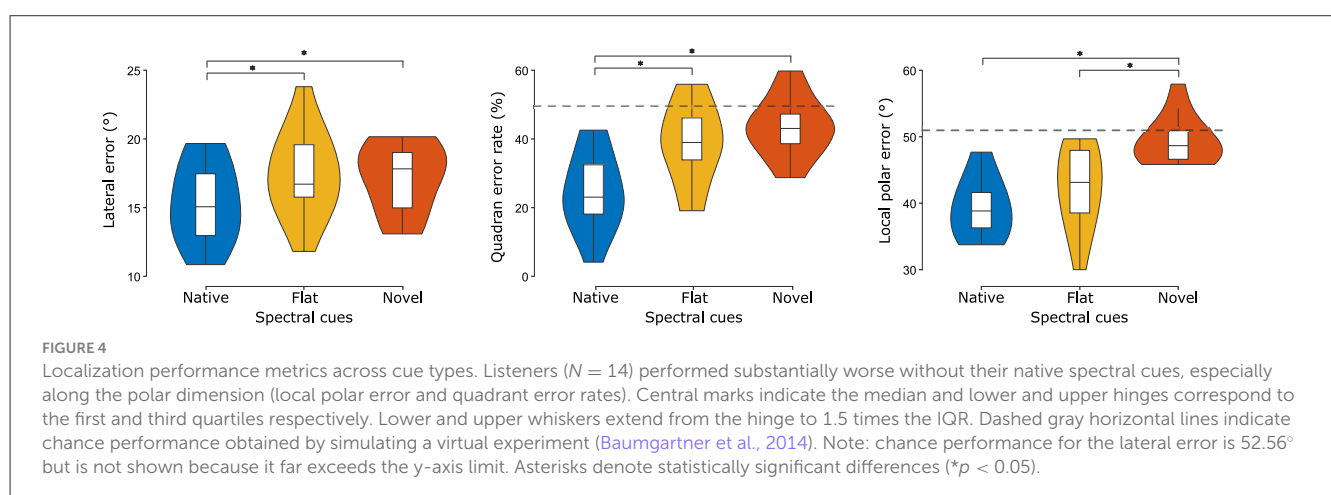 *
*
25
20
15
10
Lateral error (°)
Native Flat Novel
Spectral cues
*
*
60
40
20
0
Quadran error rate (%)
Native Flat Novel
Spectral cues
*
*
60
50
40
30
Local polar error (°)
Native Flat Novel
Spectral cues
FIGURE 4
Localization performance metrics across cue types. Listeners (N = 14) performed substantially worse without their native spectral cues, especially
along the polar dimension (local polar error and quadrant error rates). Central marks indicate the median and lower and upper hinges correspond to
the first and third quartiles respectively. Lower and upper whiskers extend from the hinge to 1.5 times the IQR. Dashed gray horizontal lines indicate
chance performance obtained by simulating a virtual experiment (Baumgartner et al., 2014). Note: chance performance for the lateral error is 52.56°
but is not shown because it far exceeds the y-axis limit. Asterisks denote statistically significant differences (*p < 0.05).